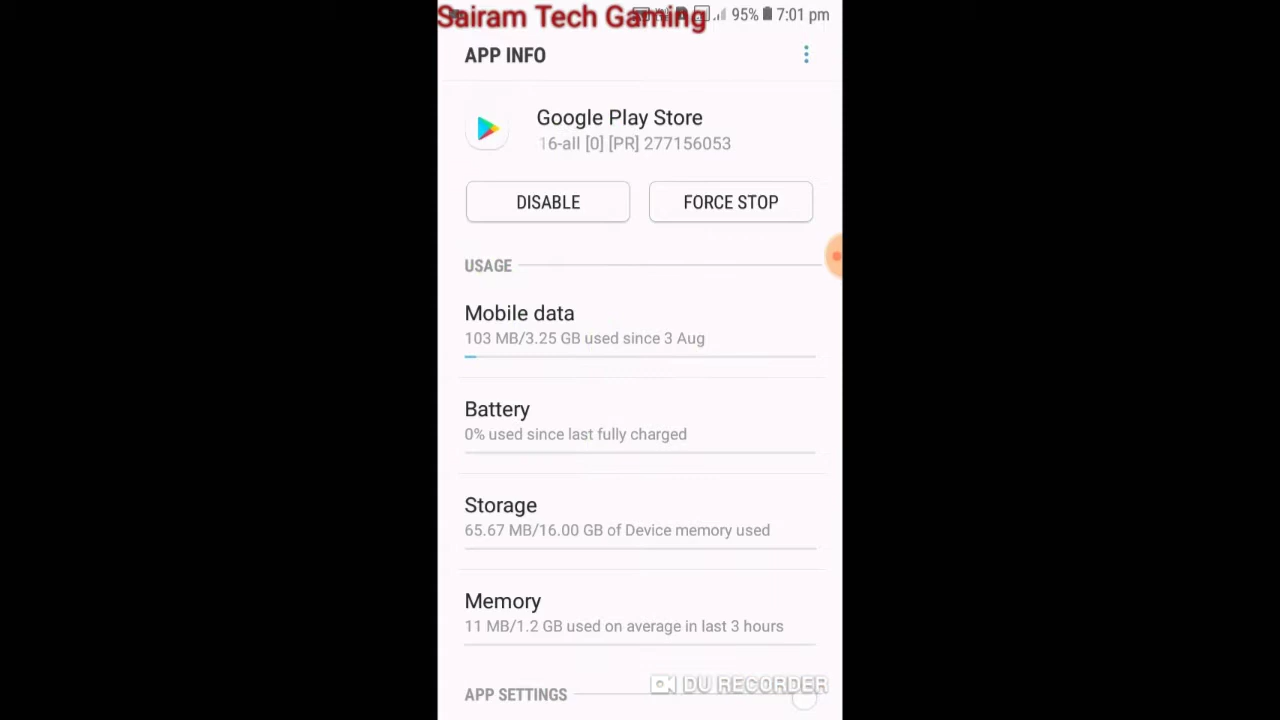 Sairam Tech Gaming
95% 7:01 pm
APP INFO
Google Play Store
16-all [0] [PR] 277156053
DISABLE
FORCE STOP
USAGE
Mobile data
103 MB/3.25 GB used since 3 Aug
Battery
0% used since last fully charged
Storage
65.67 MB/16.00 GB of Device memory used
Memory
11 MB/1.2 GB used on average in last 3 hours
APP SETTINGS
DU RECORDER